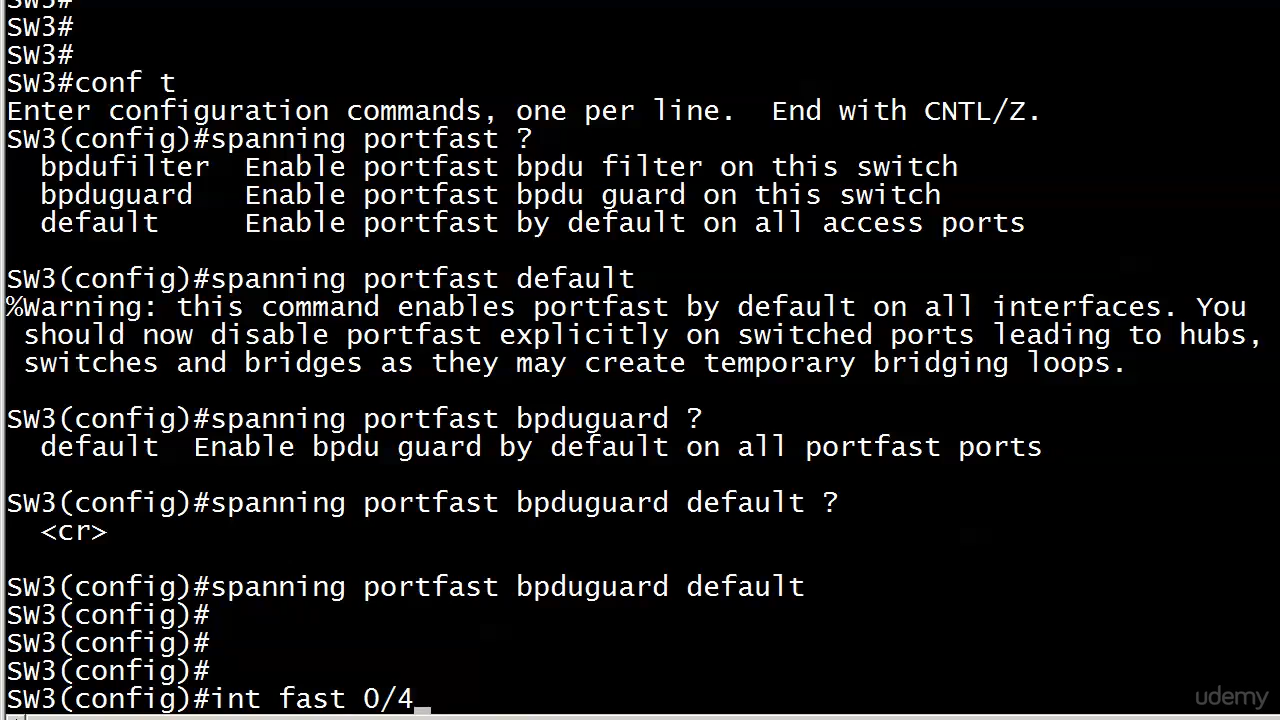 SW3#
SW3#
SW3#
SW3#conf t
Enter configuration commands, one per line.  End with CNTL/Z.
SW3(config)#spanning portfast ?
  bpdufilter  Enable portfast bpdu filter on this switch
  bpduguard   Enable portfast bpdu guard on this switch
  default     Enable portfast by default on all access ports
SW3(config)#spanning portfast default
%Warning: this command enables portfast by default on all interfaces. You
 should now disable portfast explicitly on switched ports leading to hubs,
 switches and bridges as they may create temporary bridging loops.
SW3(config)#spanning portfast bpduguard ?
  default  Enable bpdu guard by default on all portfast ports
SW3(config)#spanning portfast bpduguard default ?
  <cr>
SW3(config)#spanning portfast bpduguard default
SW3(config)#
SW3(config)#
SW3(config)#
SW3(config)#int fast 0/4
udemy